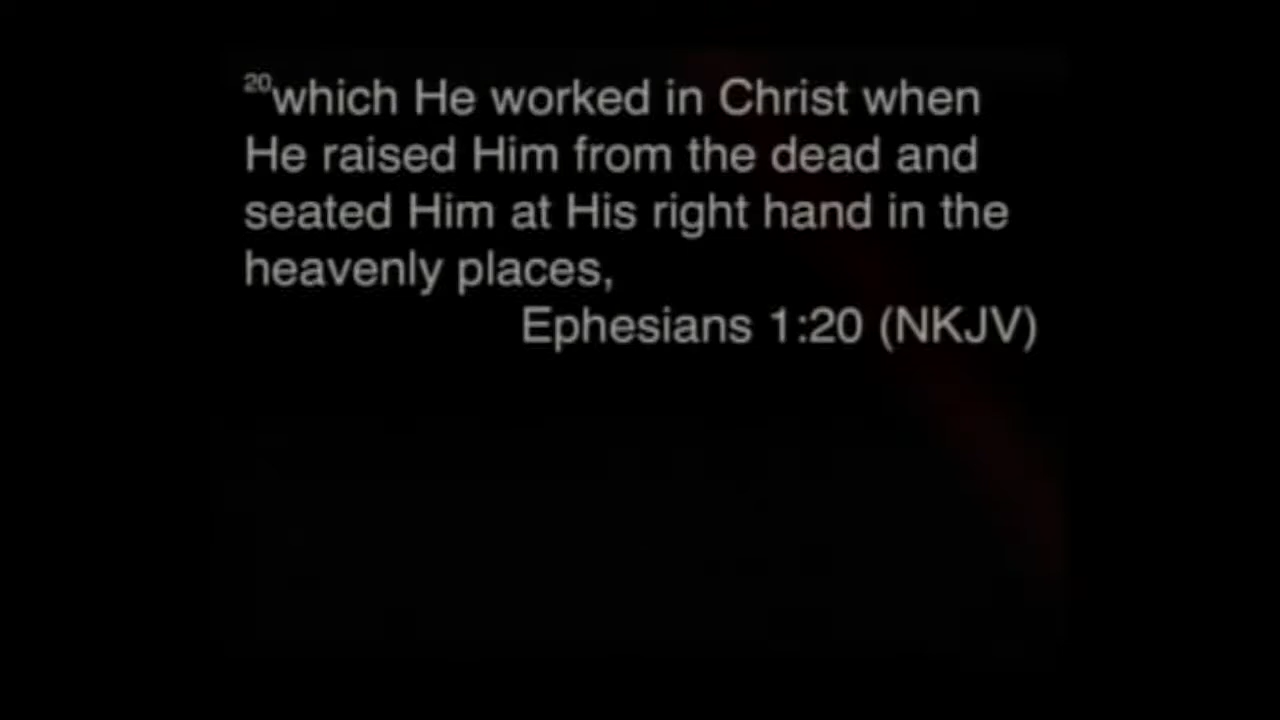 20which He worked in Christ when
He raised Him from the dead and
seated Him at His right hand in the
heavenly places,
Ephesians 1:20 (NKJV)